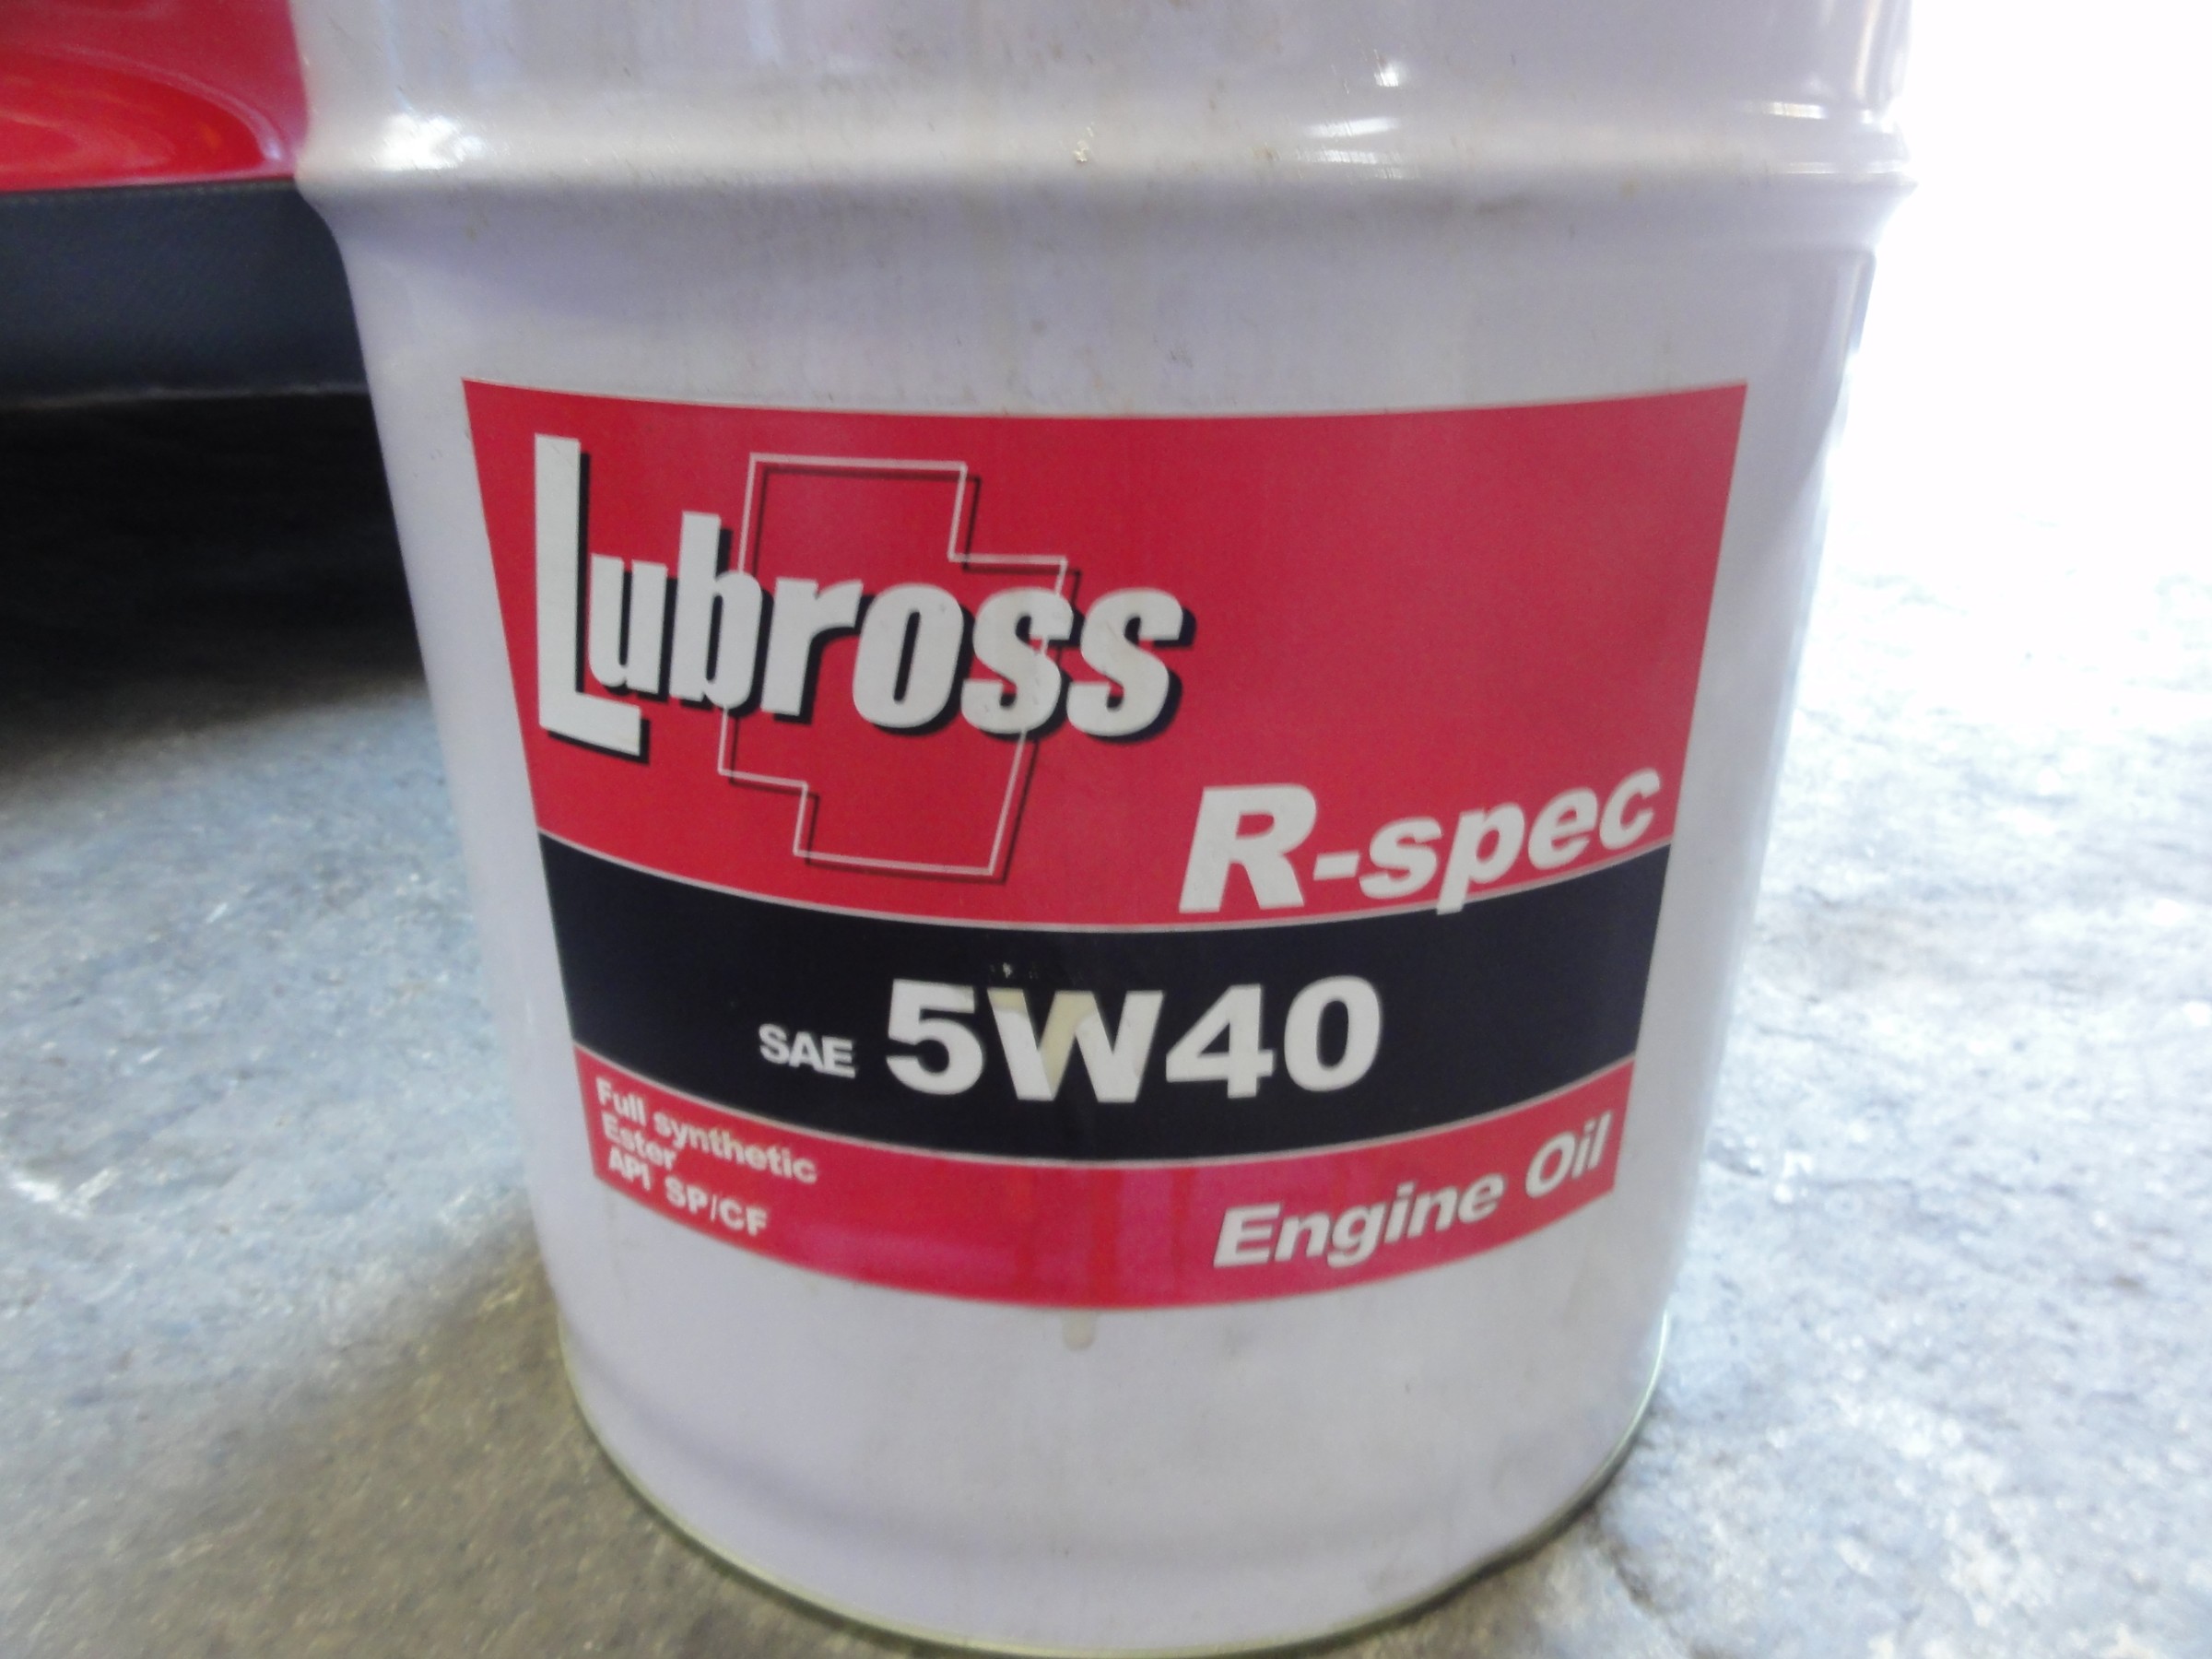 Lubross
R-spec
SAE 5W40
Full synthetic
Ester
API SP/CF
Engine Oil